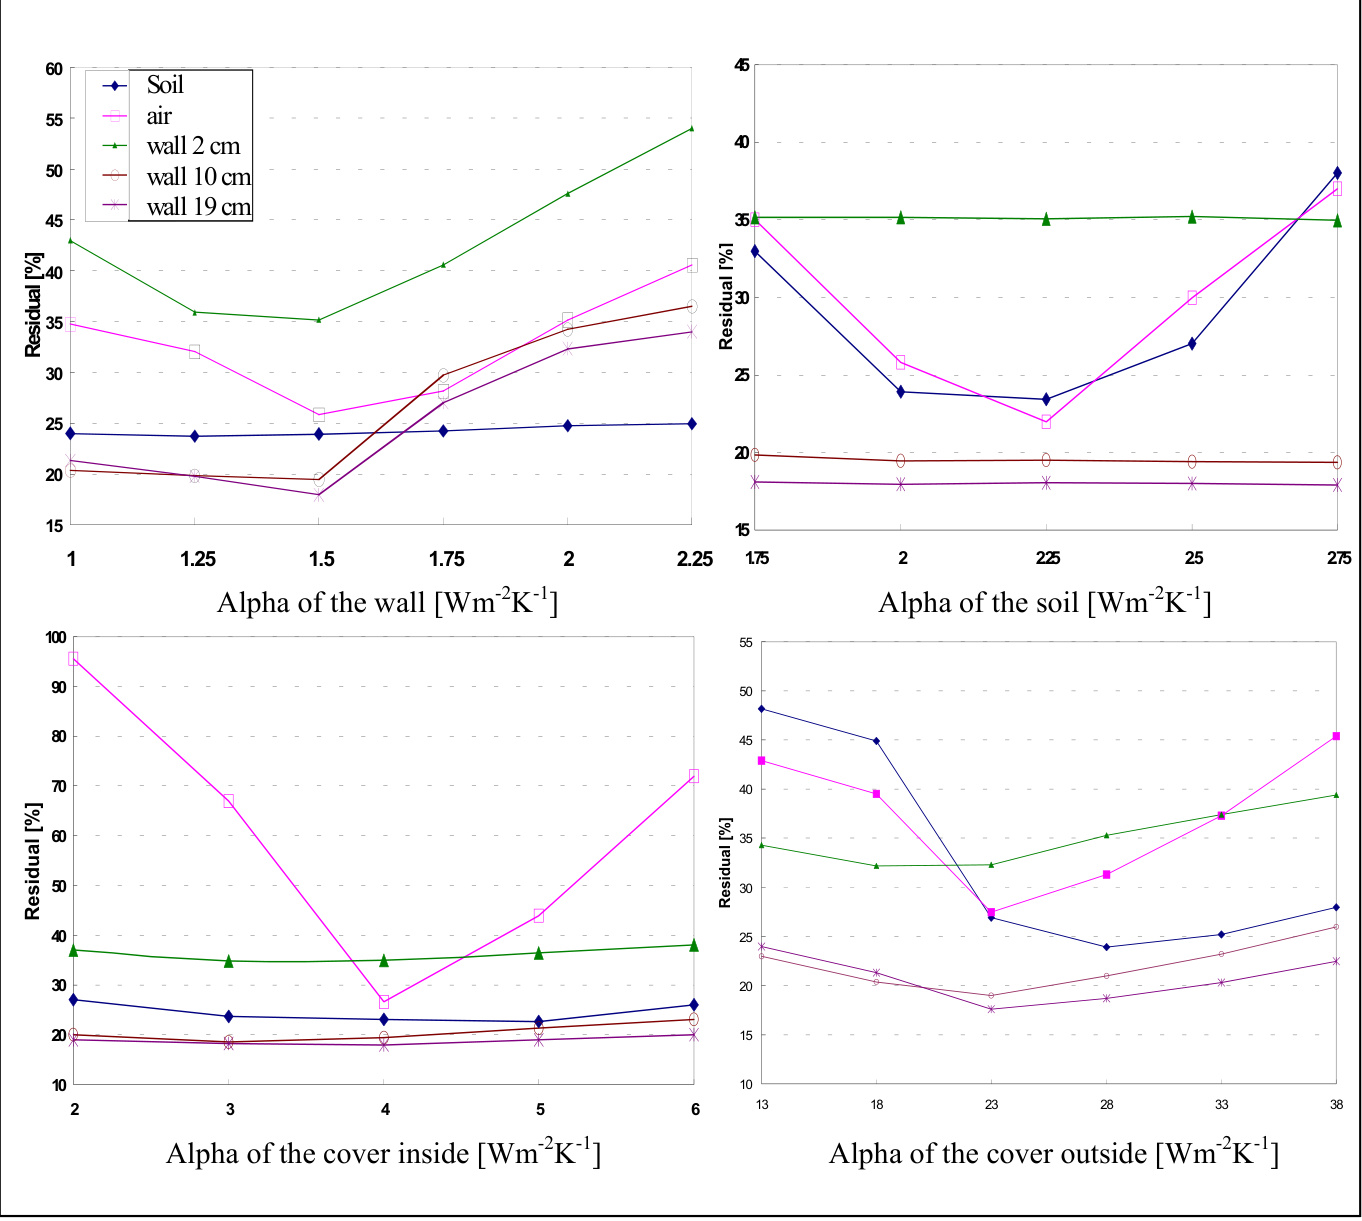 60
55
50
45
40
35
30
25
20
15
Residual [%]
Soil
air
wall 2 cm
wall 10 cm
wall 19 cm
1 1.25 1.5 1.75 2 2.25
Alpha of the wall [Wm-2K-1]
45
40
35
30
25
20
15
Residual [%]
1.75 2 2.25 2.5 2.75
Alpha of the soil [Wm-2K-1]
100
90
80
70
60
50
40
30
20
10
Residual [%]
2 3 4 5 6
Alpha of the cover inside [Wm-2K-1]
55
50
45
40
35
30
25
20
15
10
Residual [%]
13 18 23 28 33 38
Alpha of the cover outside [Wm-2K-1]